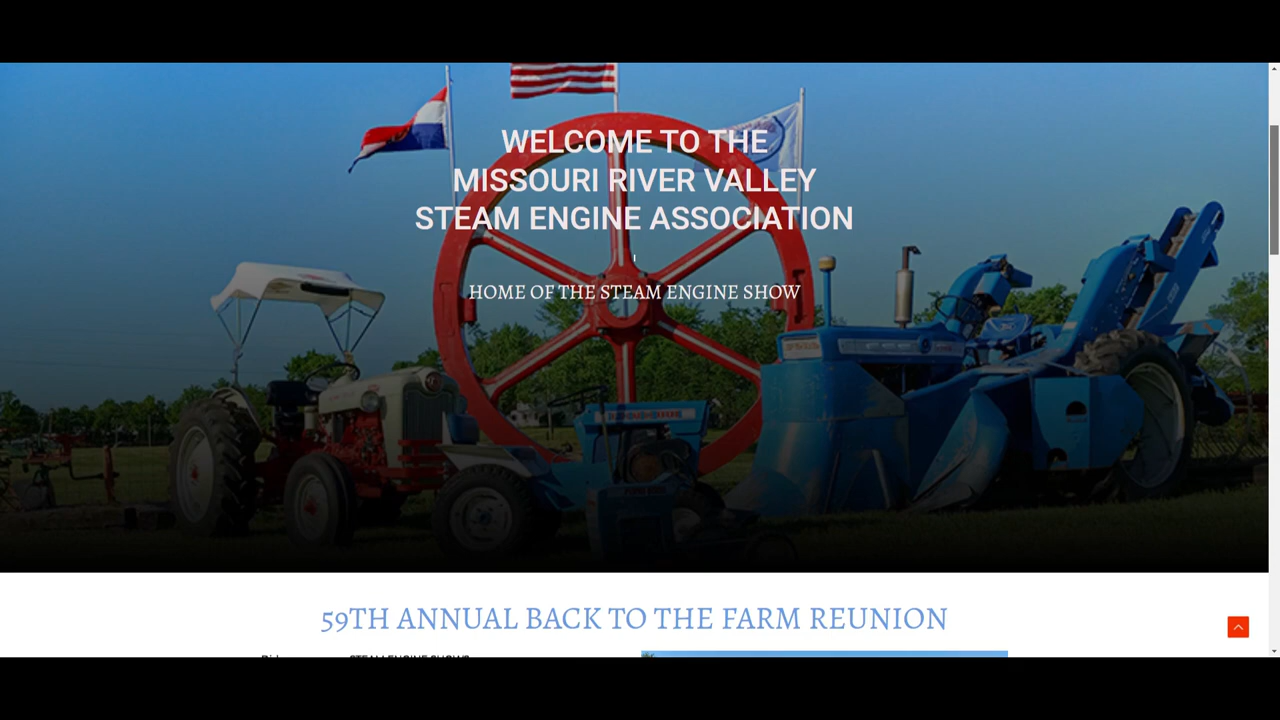 WELCOME TO THE
MISSOURI RIVER VALLEY
STEAM ENGINE ASSOCIATION
HOME OF THE STEAM ENGINE SHOW
59TH ANNUAL BACK TO THE FARM REUNION